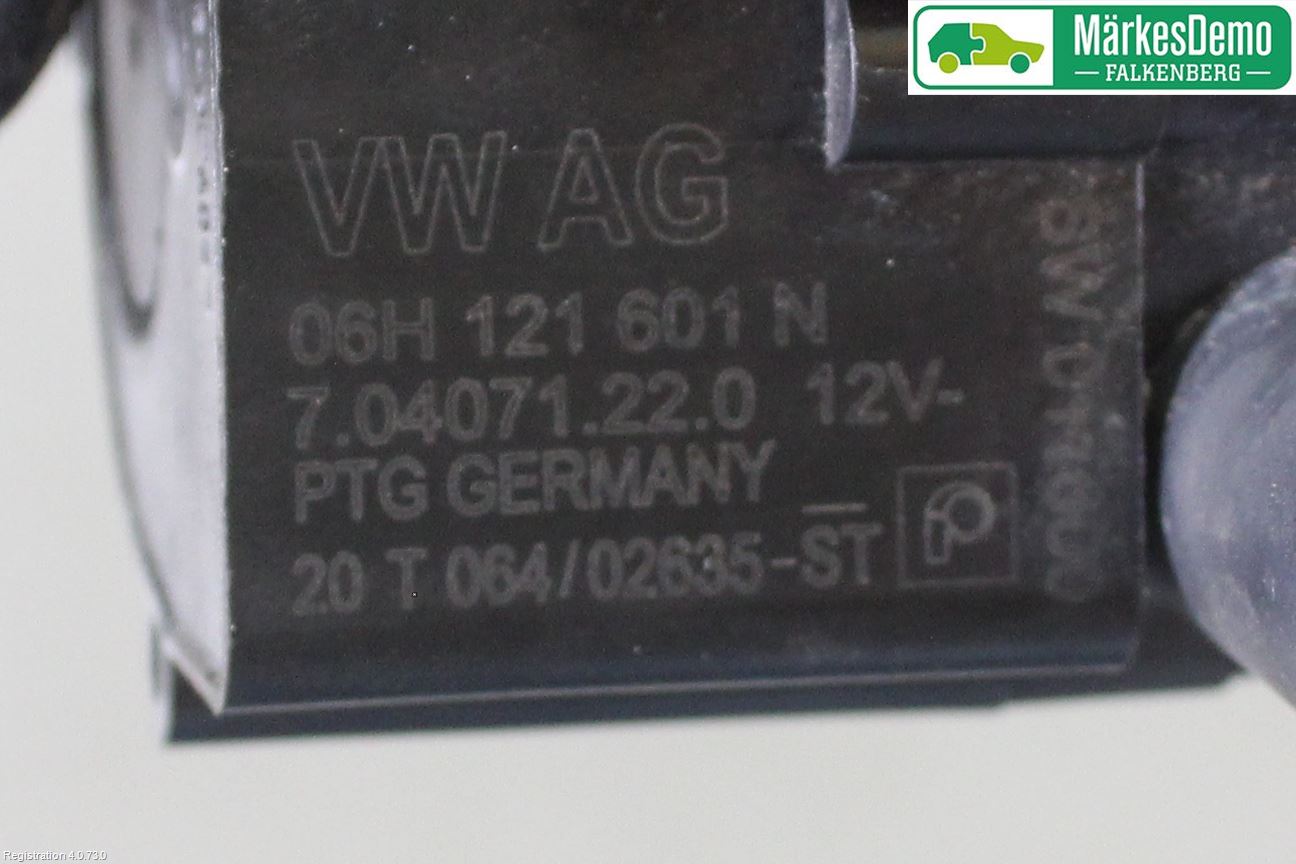 MärkesDemo
FALKENBERG
VW AG
06H 121 601 N
7.04071.22.0 12V-
PTG GERMANY
20 T 064/02635-ST
Registration 4.0.73.0